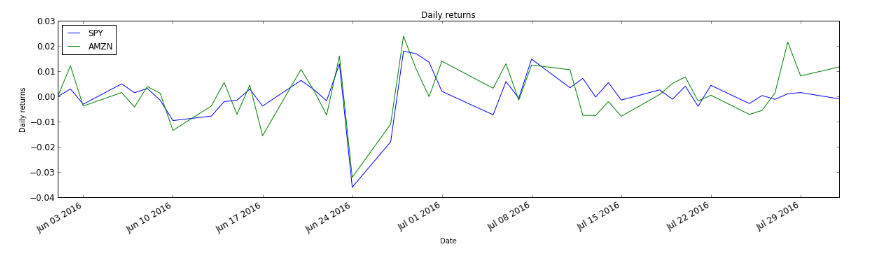 Daily returns
SPY
AMZN
0.03
0.02
0.01
0.00
−0.01
−0.02
−0.03
−0.04
Daily returns
Jun 03 2016
Jun 10 2016
Jun 17 2016
Jun 24 2016
Jul 01 2016
Jul 08 2016
Jul 15 2016
Jul 22 2016
Jul 29 2016
Date